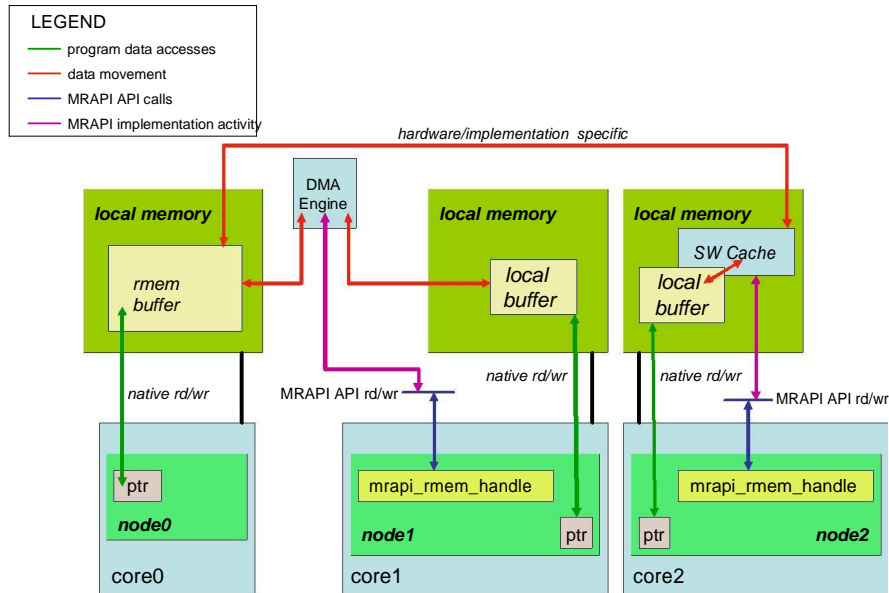 LEGEND
program data accesses
data movement
MRAPI API calls
MRAPI implementation activity
hardware/implementation specific
DMA
Engine
local memory
local memory
local memory
rmem
buffer
local
buffer
SW Cache
local
buffer
native rd/wr
MRAPI API rd/wr
native rd/wr
native rd/wr
MRAPI API rd/wr
ptr
node0
core0
mrapi_rmem_handle
node1
ptr
core1
mrapi_rmem_handle
ptr
node2
core2